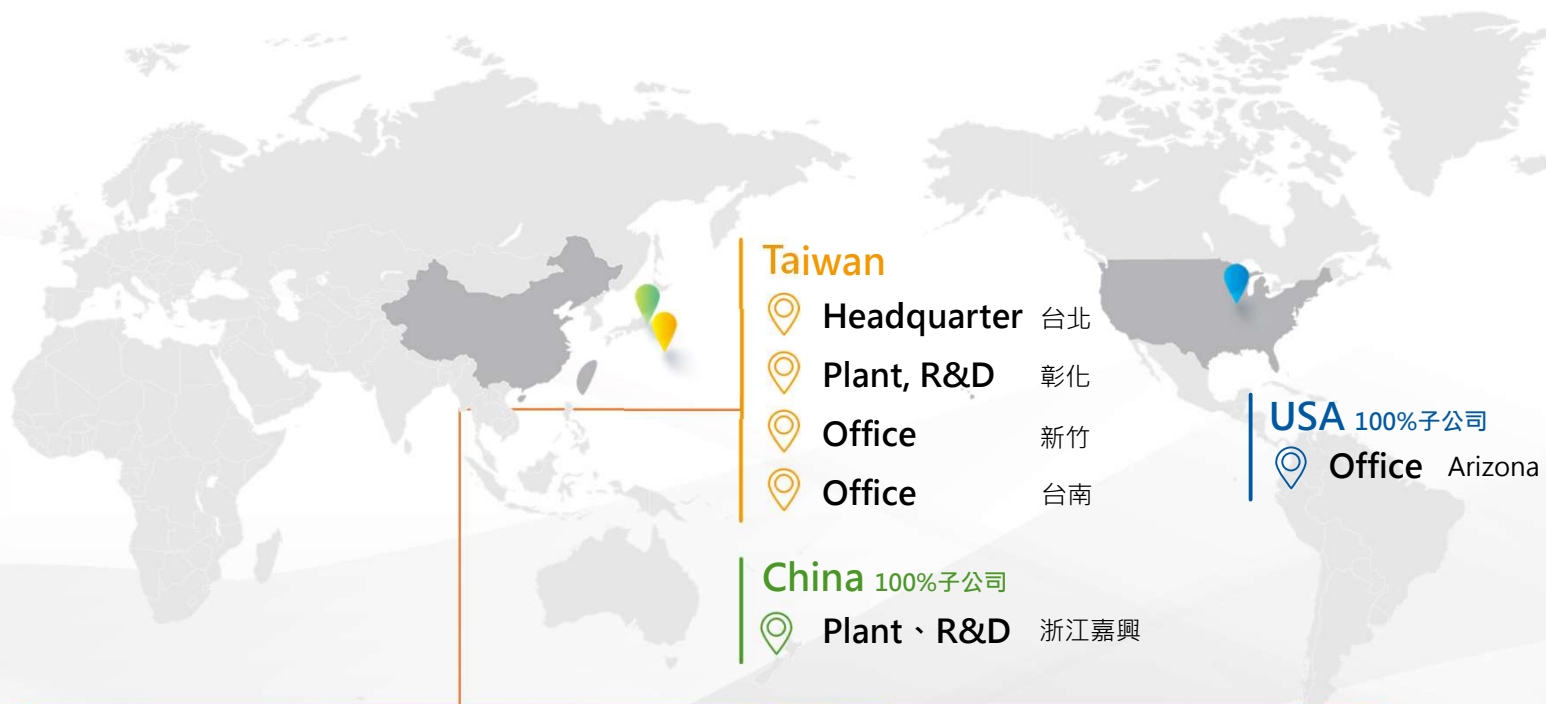 Taiwan
Headquarter 台北
Plant, R&D 彰化
Office 新竹
Office 台南
China 100%子公司
Plant、R&D 浙江嘉興
USA 100%子公司
Office Arizona